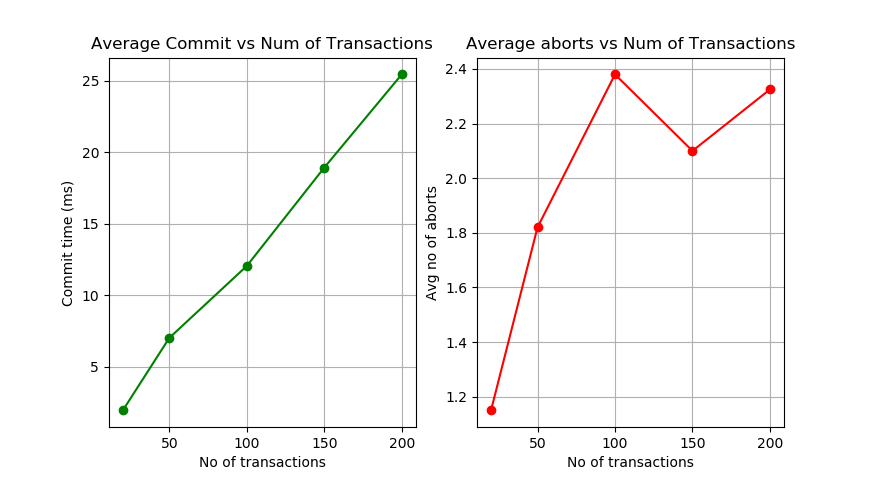 Average Commit vs Num of Transactions
Commit time (ms)
25
20
15
10
5
50 100 150 200
No of transactions
Average aborts vs Num of Transactions
Avg no of aborts
2.4
2.2
2.0
1.8
1.6
1.4
1.2
50 100 150 200
No of transactions